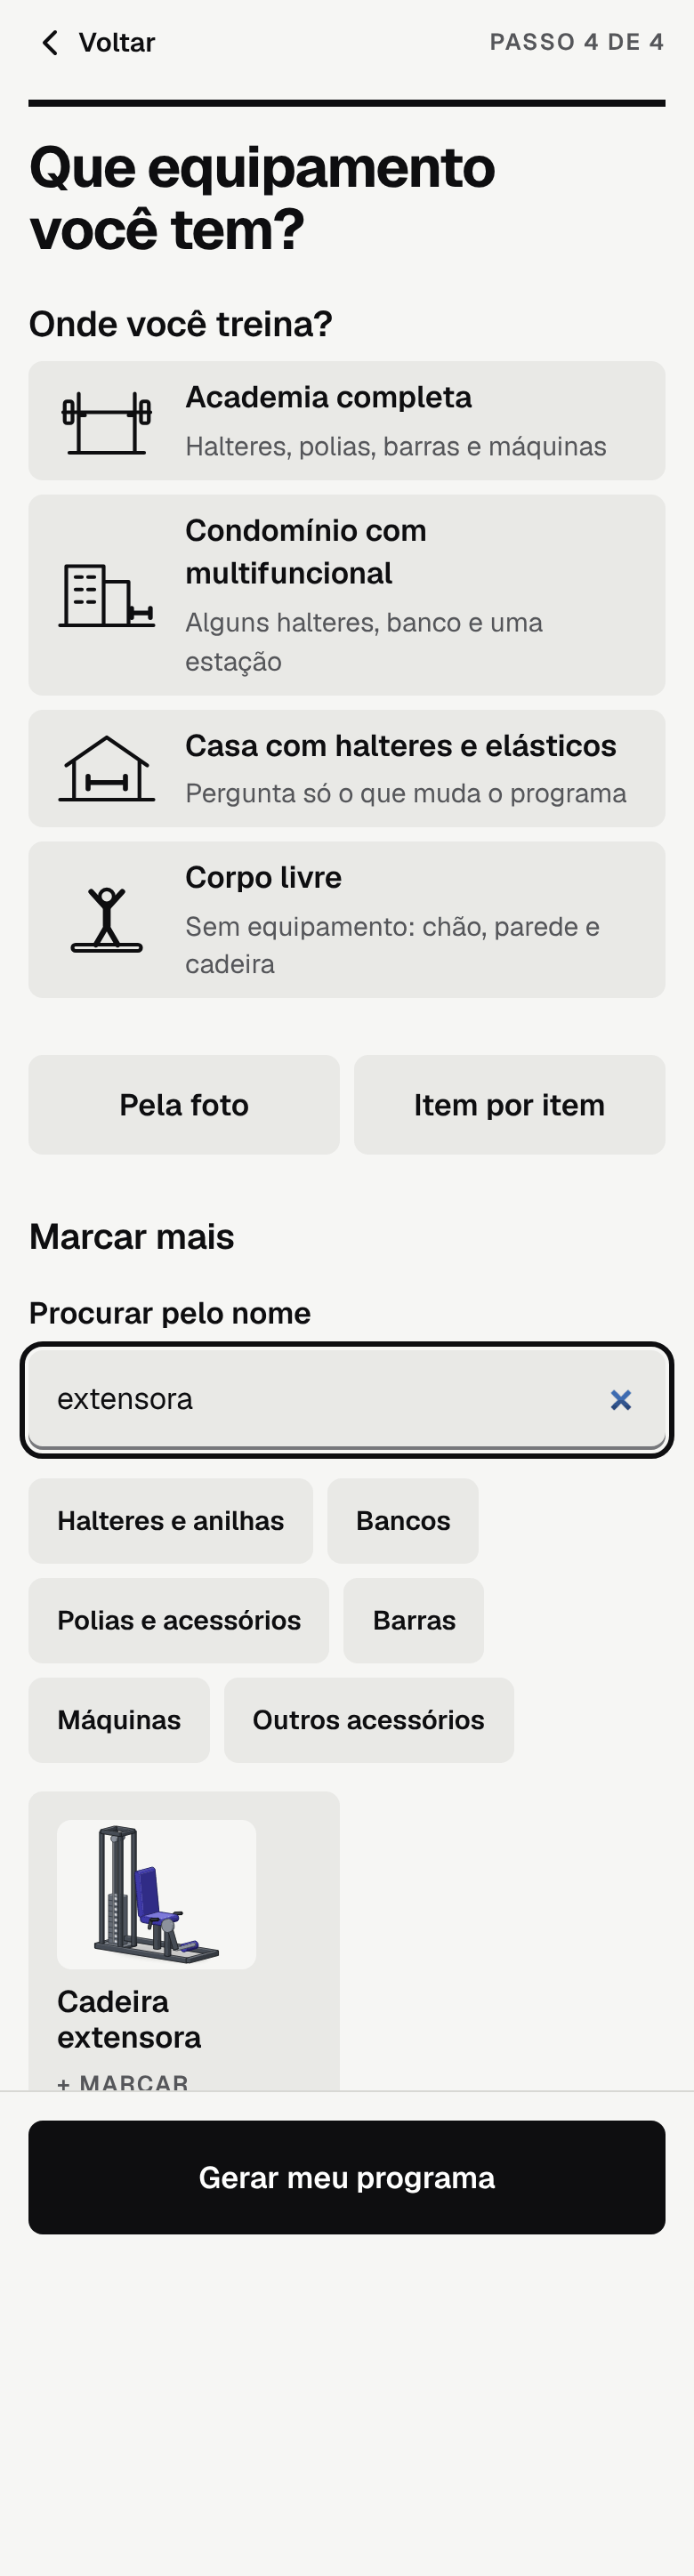 Voltar
PASSO 4 DE 4
Que equipamento
você tem?
Onde você treina?
Academia completa
Halteres, polias, barras e máquinas
Condomínio com
multifuncional
Alguns halteres, banco e uma
estação
Casa com halteres e elásticos
Pergunta só o que muda o programa
Corpo livre
Sem equipamento: chão, parede e
cadeira
Pela foto
Item por item
Marcar mais
Procurar pelo nome
extensora
Halteres e anilhas
Bancos
Polias e acessórios
Barras
Máquinas
Outros acessórios
Cadeira
extensora
+ MARCAR
Gerar meu programa